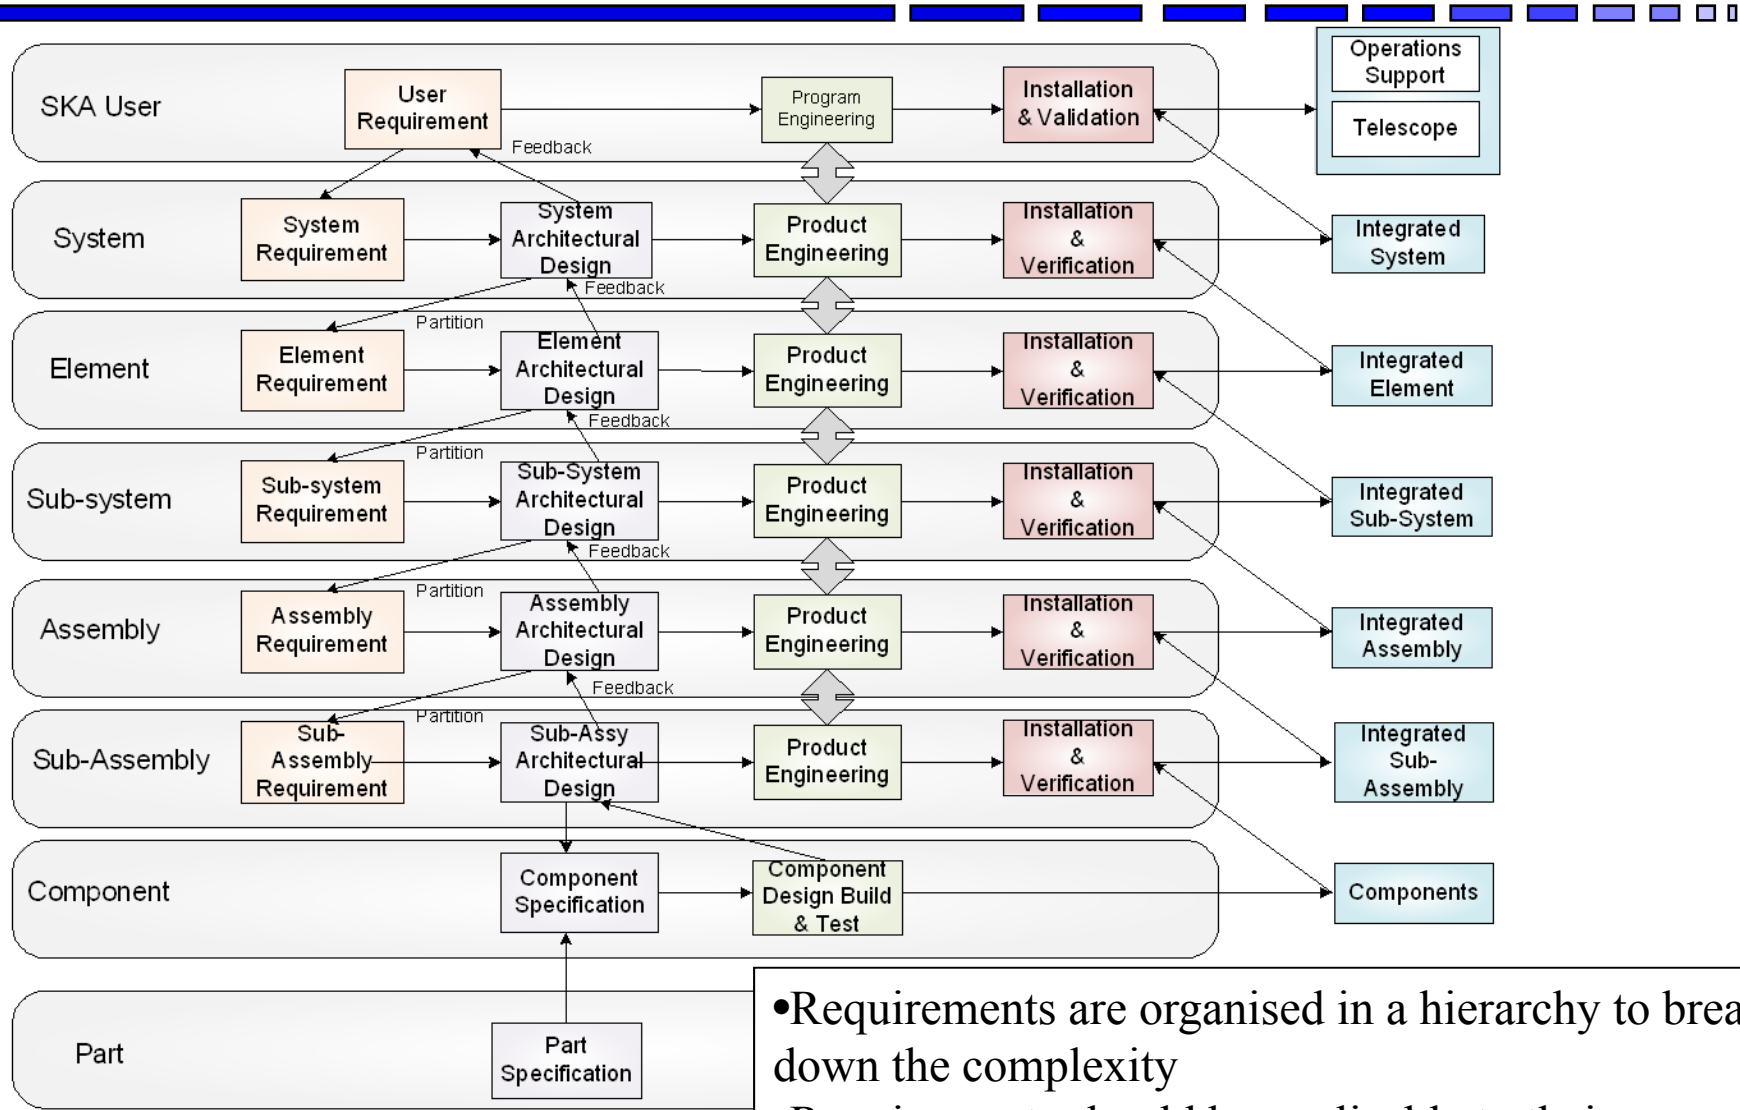 SKA User
User
Requirement
Program
Engineering
Installation
& Validation
Operations
Support
Telescope
Feedback
System
System
Requirement
System
Architectural
Design
Product
Engineering
Installation
&
Verification
Integrated
System
Feedback
Partition
Element
Element
Requirement
Element
Architectural
Design
Product
Engineering
Installation
&
Verification
Integrated
Element
Feedback
Partition
Sub-system
Sub-system
Requirement
Sub-System
Architectural
Design
Product
Engineering
Installation
&
Verification
Integrated
Sub-System
Feedback
Partition
Assembly
Assembly
Requirement
Assembly
Architectural
Design
Product
Engineering
Installation
&
Verification
Integrated
Assembly
Feedback
Partition
Sub-Assembly
Sub-
Assembly
Requirement
Sub-Assy
Architectural
Design
Product
Engineering
Installation
&
Verification
Integrated
Sub-
Assembly
Component
Component
Specification
Component
Design Build
& Test
Components
Part
Part
Specification
•Requirements are organised in a hierarchy to brea
down the complexity